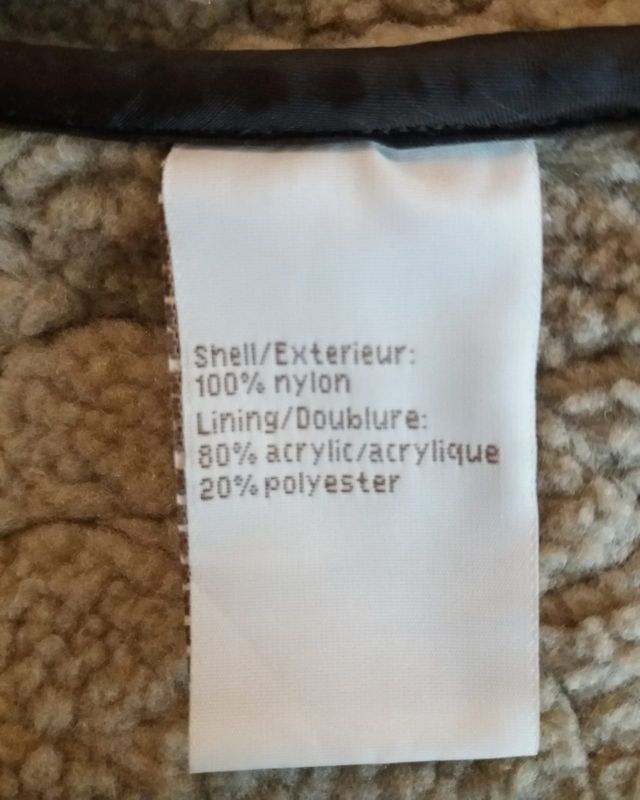 Shell/Exterieur:
100% nylon
Lining/Doublure:
80% acrylic/acrylique
20% polyester